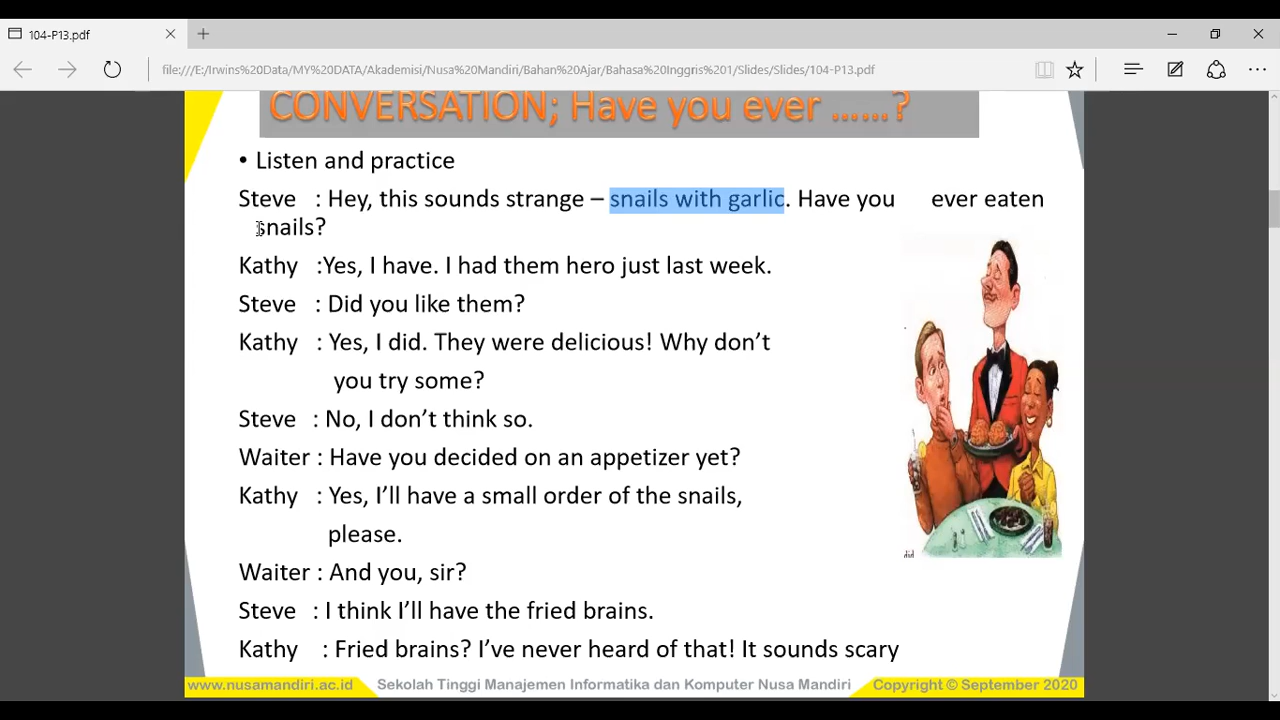 104-P13.pdf
file:///E:/Irwins%20Data/MY%20DATA/Akademisi/Nusa%20Mandiri/Bahan%20Ajar/Bahasa%20Inggris%201/Slides/Slides/104-P13.pdf
CONVERSATION; Have you ever ......?
• Listen and practice
Steve : Hey, this sounds strange – snails with garlic. Have you ever eaten
snails?
Kathy :Yes, I have. I had them hero just last week.
Steve : Did you like them?
Kathy : Yes, I did. They were delicious! Why don’t
you try some?
Steve : No, I don’t think so.
Waiter : Have you decided on an appetizer yet?
Kathy : Yes, I’ll have a small order of the snails,
please.
Waiter : And you, sir?
Steve : I think I’ll have the fried brains.
Kathy : Fried brains? I’ve never heard of that! It sounds scary
www.nusamandiri.ac.id Sekolah Tinggi Manajemen Informatika dan Komputer Nusa Mandiri Copyright © September 2020